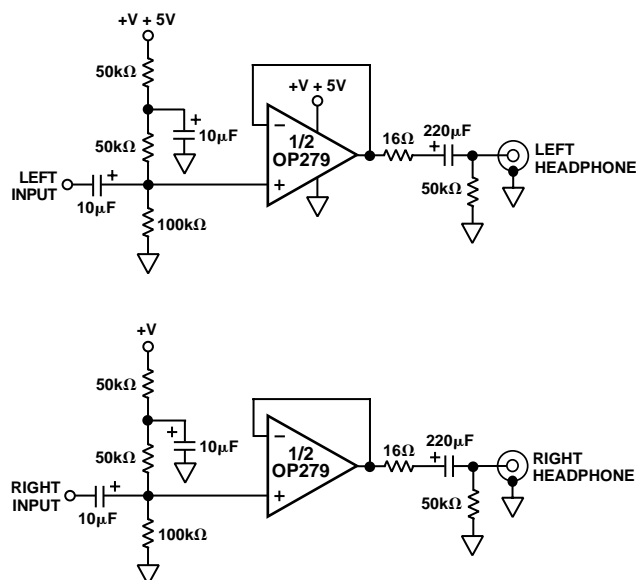 +V + 5V
50kΩ
+V + 5V
50kΩ
+
10μF
−
1/2
OP279
16Ω
220μF
+
LEFT
HEADPHONE
LEFT
INPUT
+
10μF
+
50kΩ
100kΩ
+V
50kΩ
+
10μF
50kΩ
−
1/2
OP279
16Ω
220μF
+
RIGHT
HEADPHONE
RIGHT
INPUT
+
10μF
+
50kΩ
100kΩ